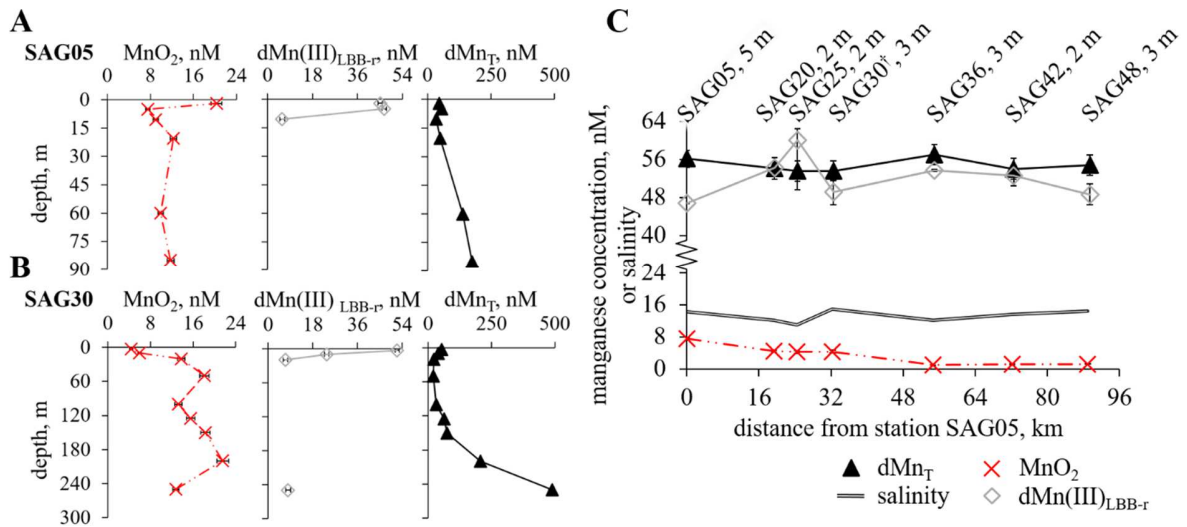 A
SAG05 MnO2, nM dMn(III)LBB-r, nM dMnT, nM
0 8 16 24 0 18 36 54 0 200 400
0
15
30
45
60
75
90
depth, m
B
SAG30 MnO2, nM dMn(III) LBB-r, nM dMnT, nM
0 8 16 24 0 18 36 54 0 250 500
0
60
120
180
240
300
depth, m
C
SAG05, 5 m
SAG20, 2 m
SAG25, 2 m
SAG30†, 3 m
SAG36, 3 m
SAG42, 2 m
SAG48, 3 m
manganese concentration, nM,
or salinity
64
56
48
40
24
16
8
0
0 16 32 48 64 80 96
distance from station SAG05, km
dMnT MnO2
salinity dMn(III)LBB-r